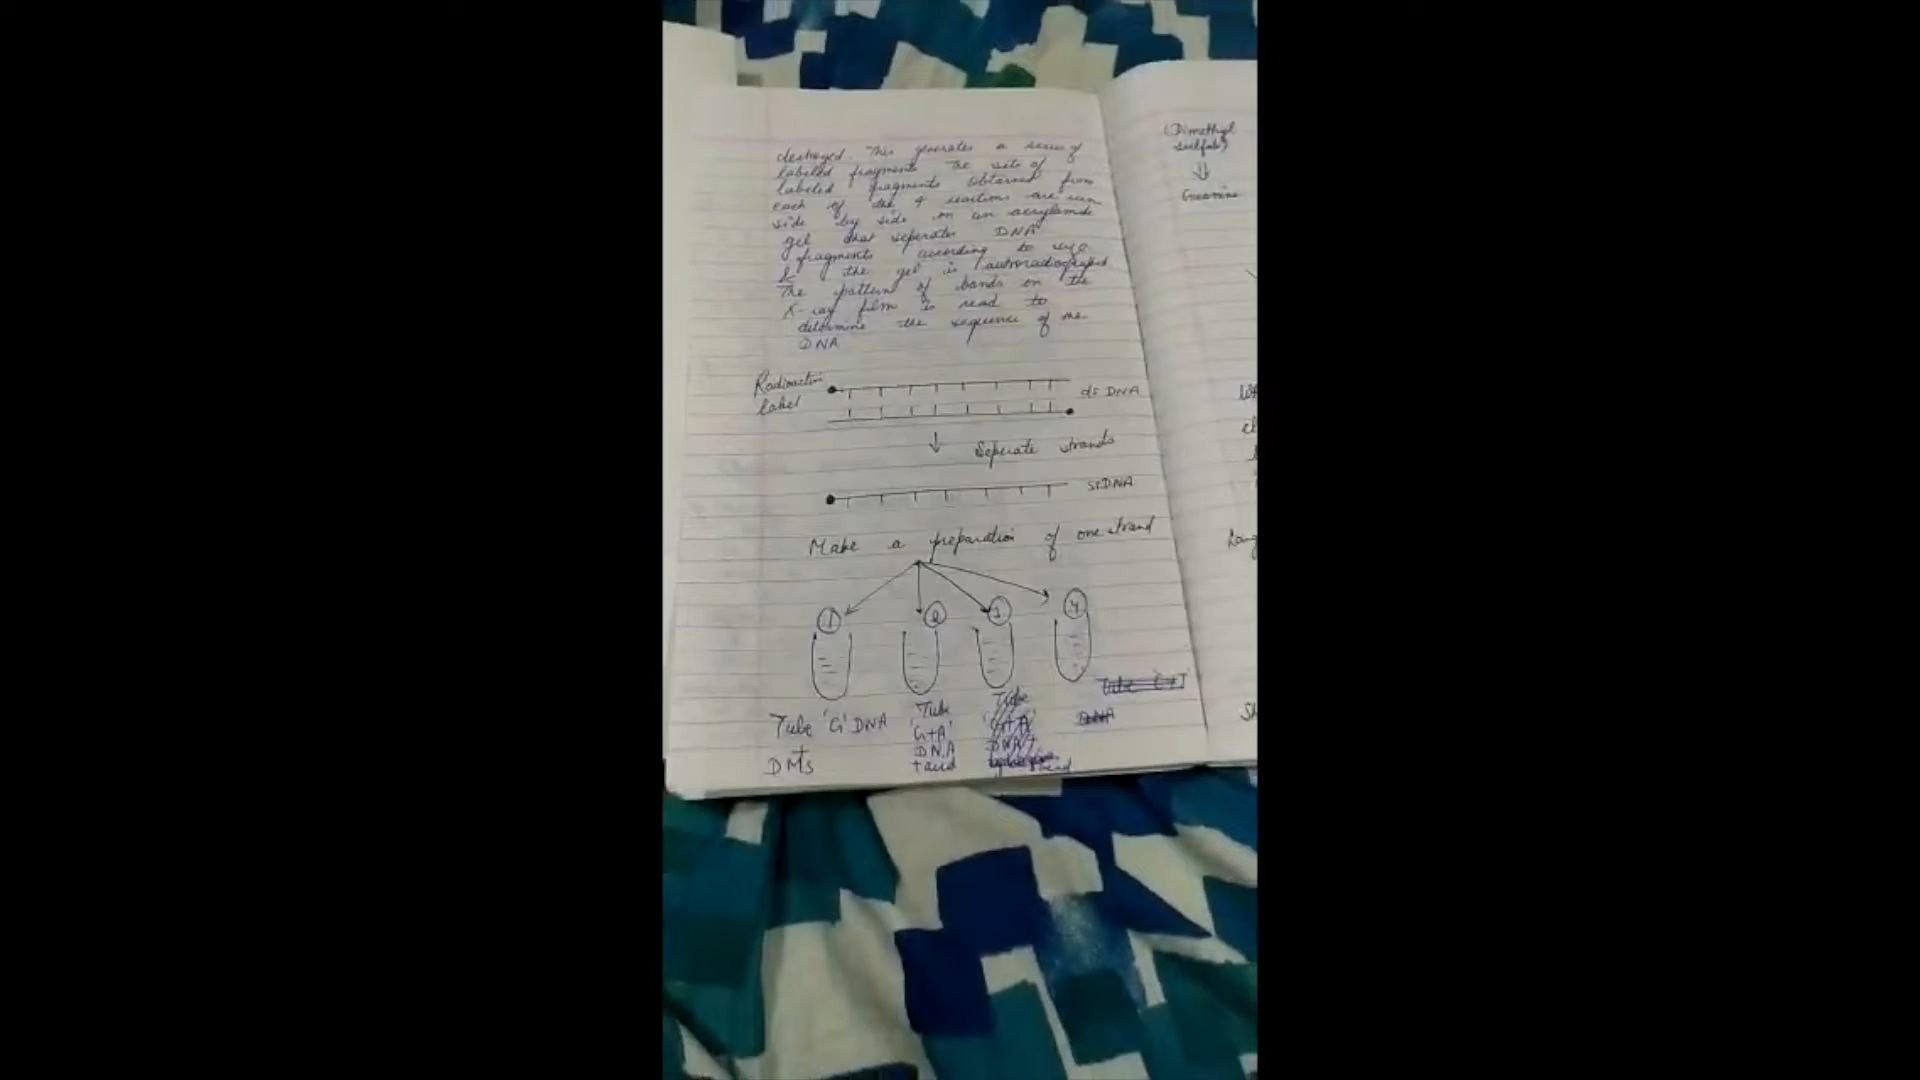 destroyed. This generates a series of
labeled fragments The sets of
labeled fragments obtained from
each of the 4 reactions are run
side by side on an acrylamide
gel that seperates DNA
fragments according to size
& the gel is autoradiographed
The pattern of bands on the
X-ray film is read to
determine the sequence of the
DNA
Radioactive
label
ds DNA
↓ Seperate strands
ssDNA
Make a preparation of one strand
1 2 3 4
Tube 'G' DNA
+
DMS
Tube
'G+A'
DNA
+ acid
Tube
'G+A'
DNA +
acid
DNA
(Dimethyl
sulfate)
⇓
Guanine